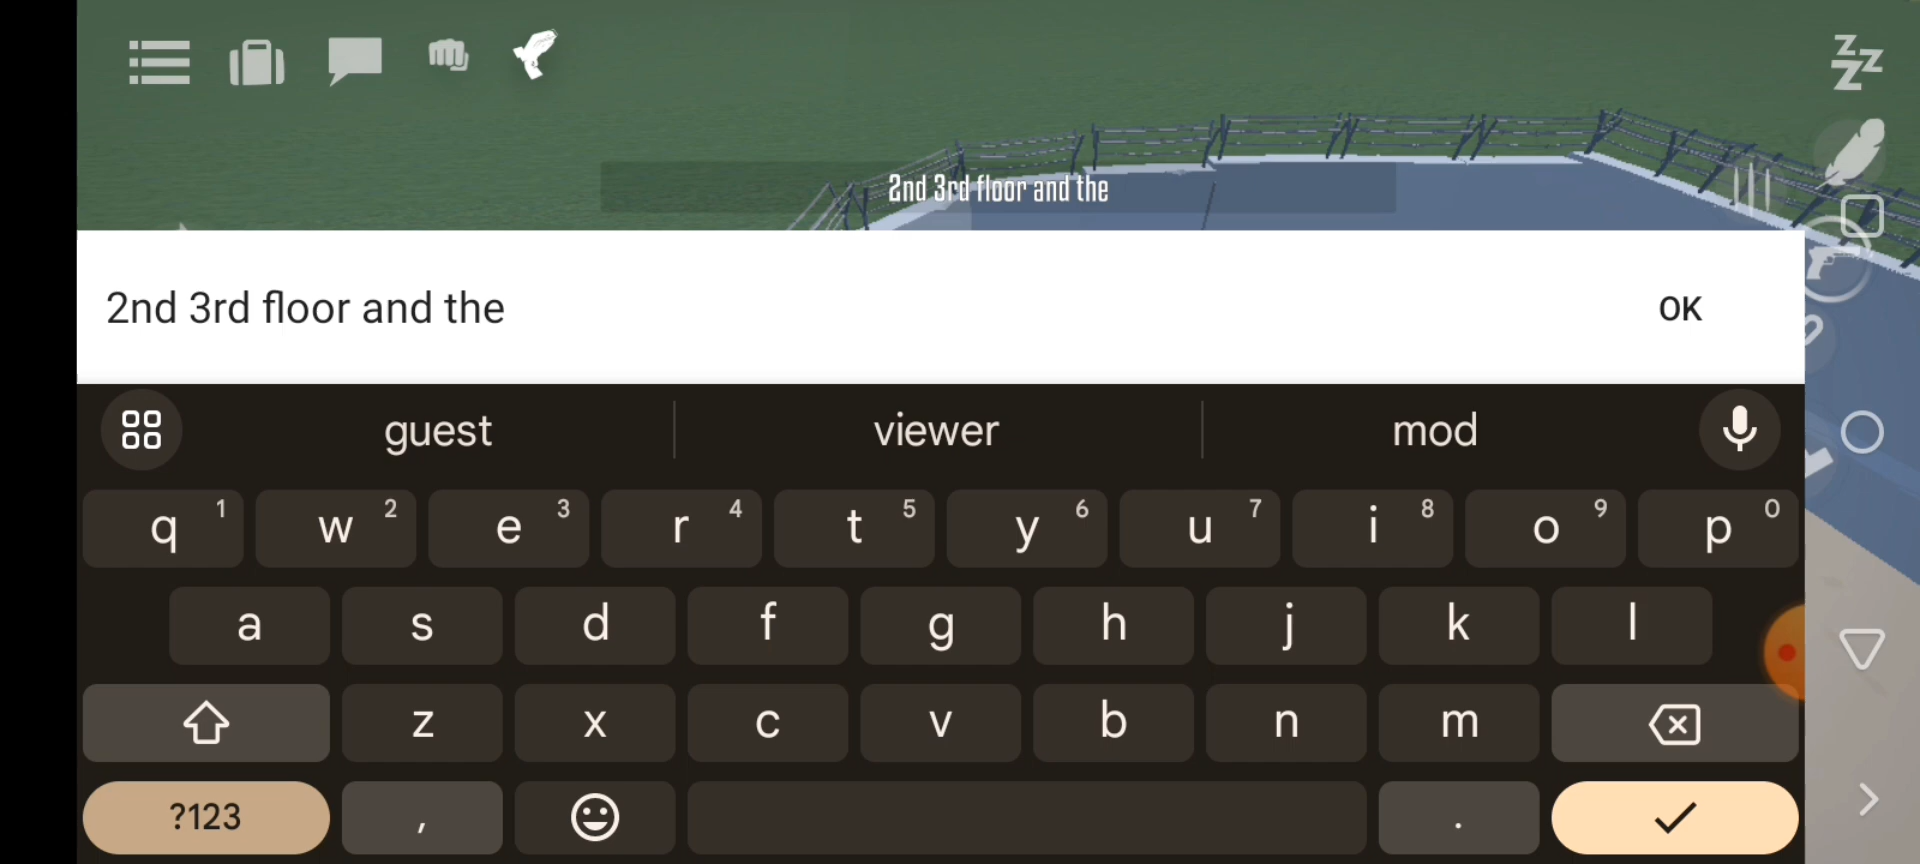 zzz
2nd 3rd floor and the
2nd 3rd floor and the OK
guest viewer mod
q 1 w 2 e 3 r 4 t 5 y 6 u 7 i 8 o 9 p 0
a s d f g h j k l
z x c v b n m
?123 , .